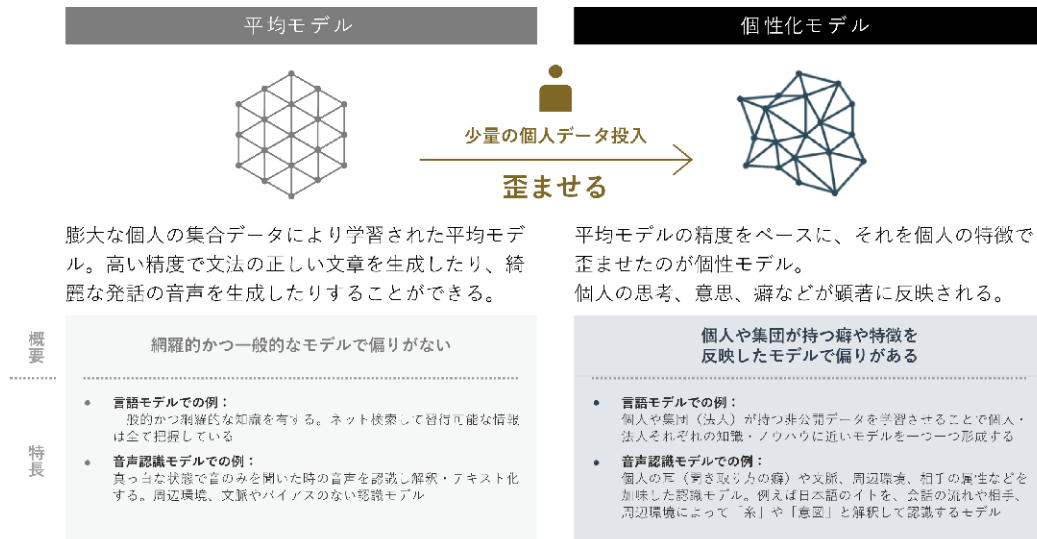 平均モデル
個性化モデル
少量の個人データ投入
歪ませる
膨大な個人の集合データにより学習された平均モデ
ル。高い精度で文法の正しい文章を生成したり、綺
麗な発話の音声を生成したりすることができる。
平均モデルの精度をベースに、それを個人の特徴で
歪ませたのが個性モデル。
個人の思考、意思、癖などが顕著に反映される。
概要
網羅的かつ一般的なモデルで偏りがない
個人や集団が持つ癖や特徴を
反映したモデルで偏りがある
特長
• 言語モデルでの例：
一般的かつ網羅的な知識を有する。ネット検索して習得可能な情報
は全て把握している
• 音声認識モデルでの例：
真っ白な状態で音のみを聞いた時の音声を認識し解釈・テキスト化
する。周辺環境、文脈やバイアスのない認識モデル
• 言語モデルでの例：
個人や集団（法人）が持つ非公開データを学習させることで個人・
法人それぞれの知識・ノウハウに近いモデルを一つ一つ形成する
• 音声認識モデルでの例：
個人の耳（聞き取り方の癖）や文脈、周辺環境、相手の属性などを
加味した認識モデル。例えば日本語のイトを、会話の流れや相手、
周辺環境によって「糸」や「意図」と解釈して認識するモデル